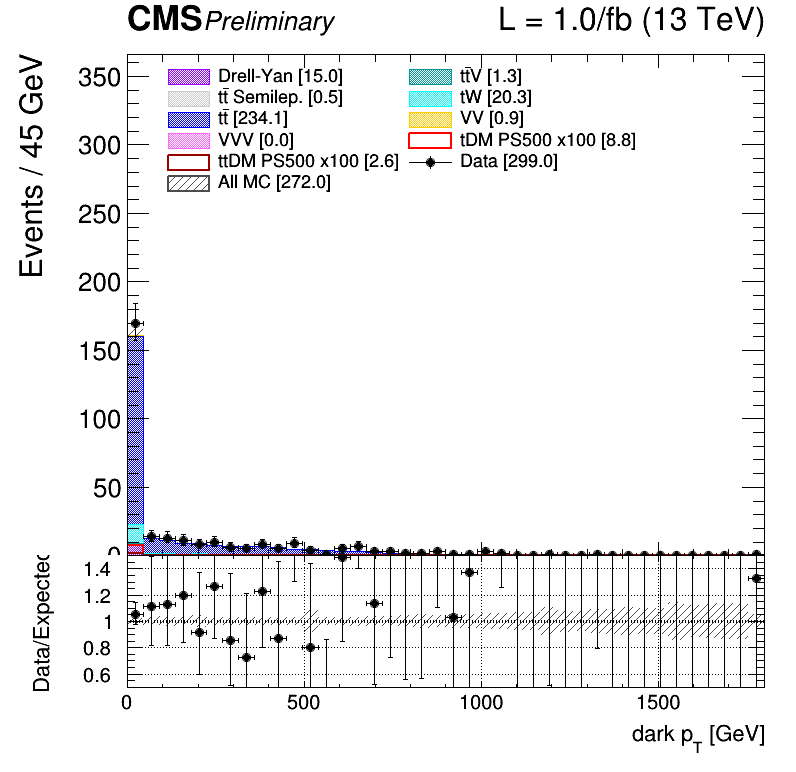 CMS Preliminary L = 1.0/fb (13 TeV)
Events / 45 GeV
350
300
250
200
150
100
50
0
Drell-Yan [15.0]
tt̄ Semilep. [0.5]
tt̄ [234.1]
VVV [0.0]
ttDM PS500 x100 [2.6]
All MC [272.0]
tt̄V [1.3]
tW [20.3]
VV [0.9]
tDM PS500 x100 [8.8]
Data [299.0]
Data/Expected
1.4
1.2
1
0.8
0.6
0 500 1000 1500
dark pT [GeV]